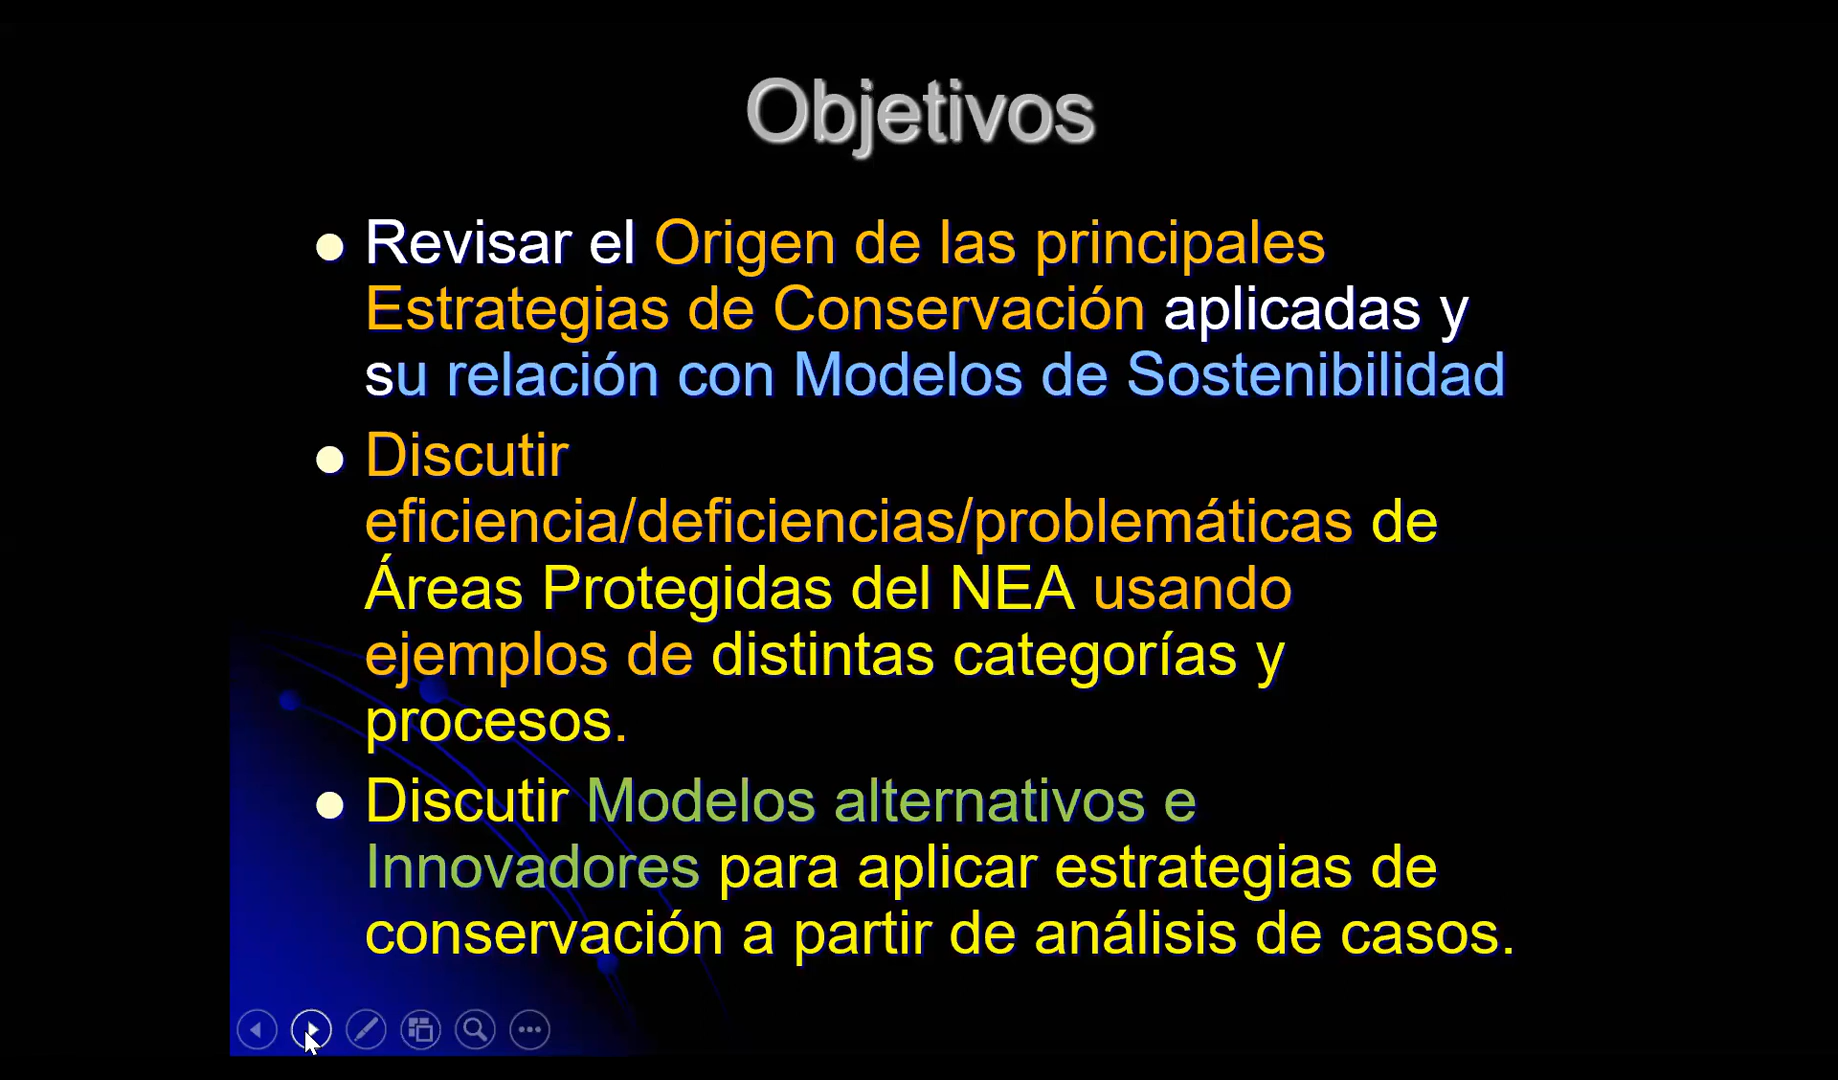 Objetivos
Revisar el Origen de las principales
Estrategias de Conservación aplicadas y
su relación con Modelos de Sostenibilidad
Discutir
eficiencia/deficiencias/problemáticas de
Áreas Protegidas del NEA usando
ejemplos de distintas categorías y
procesos.
Discutir Modelos alternativos e
Innovadores para aplicar estrategias de
conservación a partir de análisis de casos.